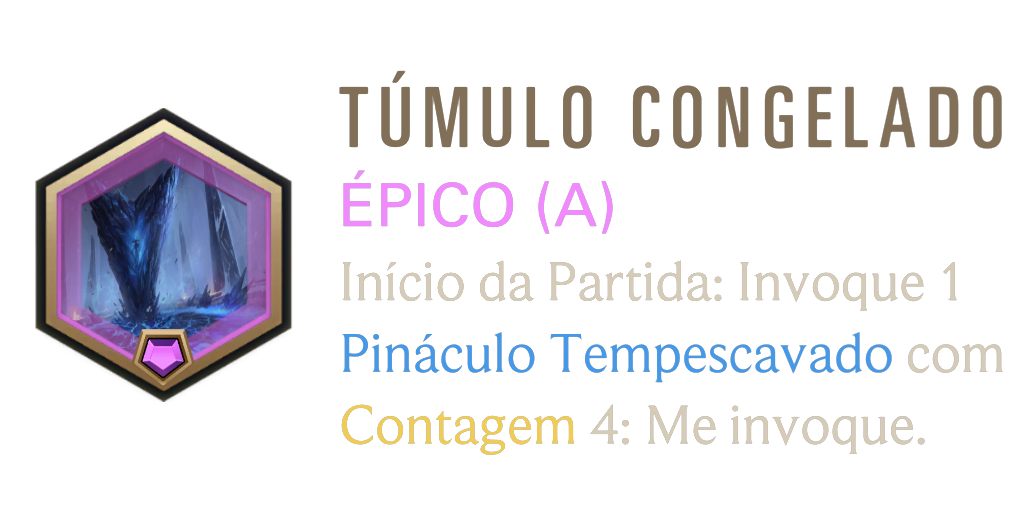 TÚMULO CONGELADO
ÉPICO (A)
Início da Partida: Invoque 1
Pináculo Tempescavado com
Contagem 4: Me invoque.